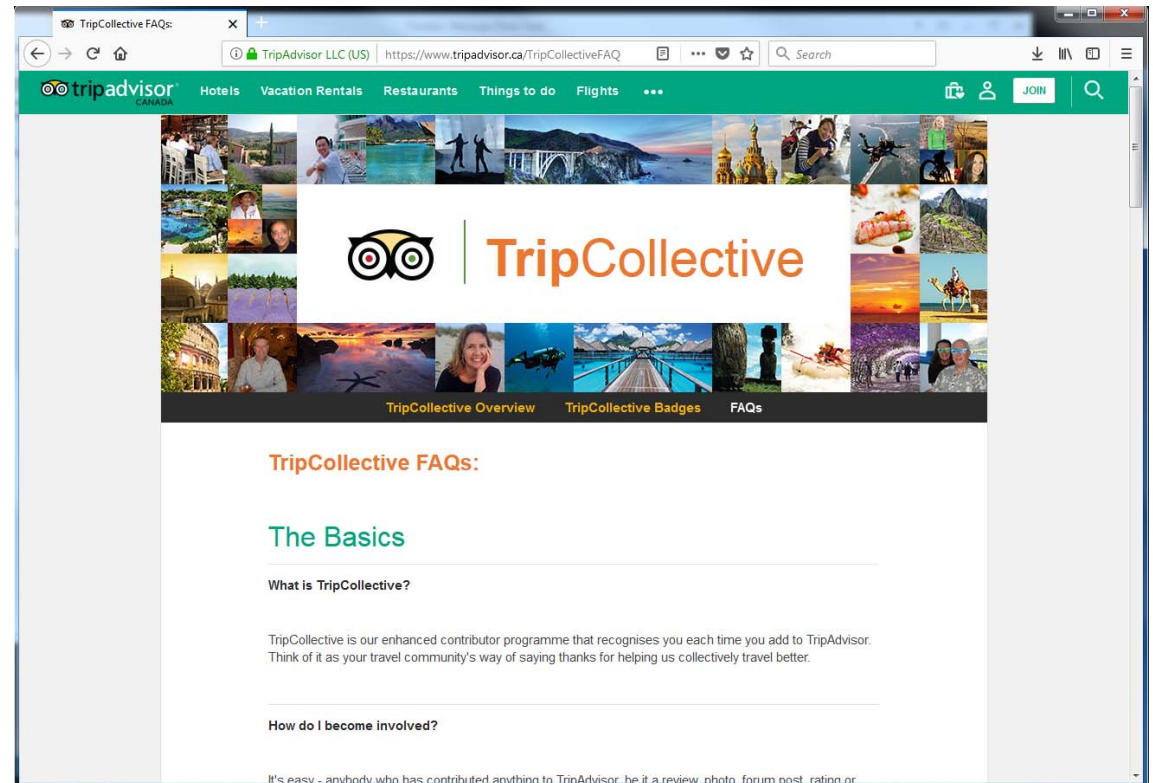 TripCollective FAQs:
TripAdvisor LLC (US) https://www.tripadvisor.ca/TripCollectiveFAQ Search
tripadvisor Hotels Vacation Rentals Restaurants Things to do Flights JOIN
CANADA
TripCollective
TripCollective Overview TripCollective Badges FAQs
TripCollective FAQs:
The Basics
What is TripCollective?
TripCollective is our enhanced contributor programme that recognises you each time you add to TripAdvisor.
Think of it as your travel community's way of saying thanks for helping us collectively travel better.
How do I become involved?
It's easy - anybody who has contributed anything to TripAdvisor, be it a review, photo, forum post, rating or